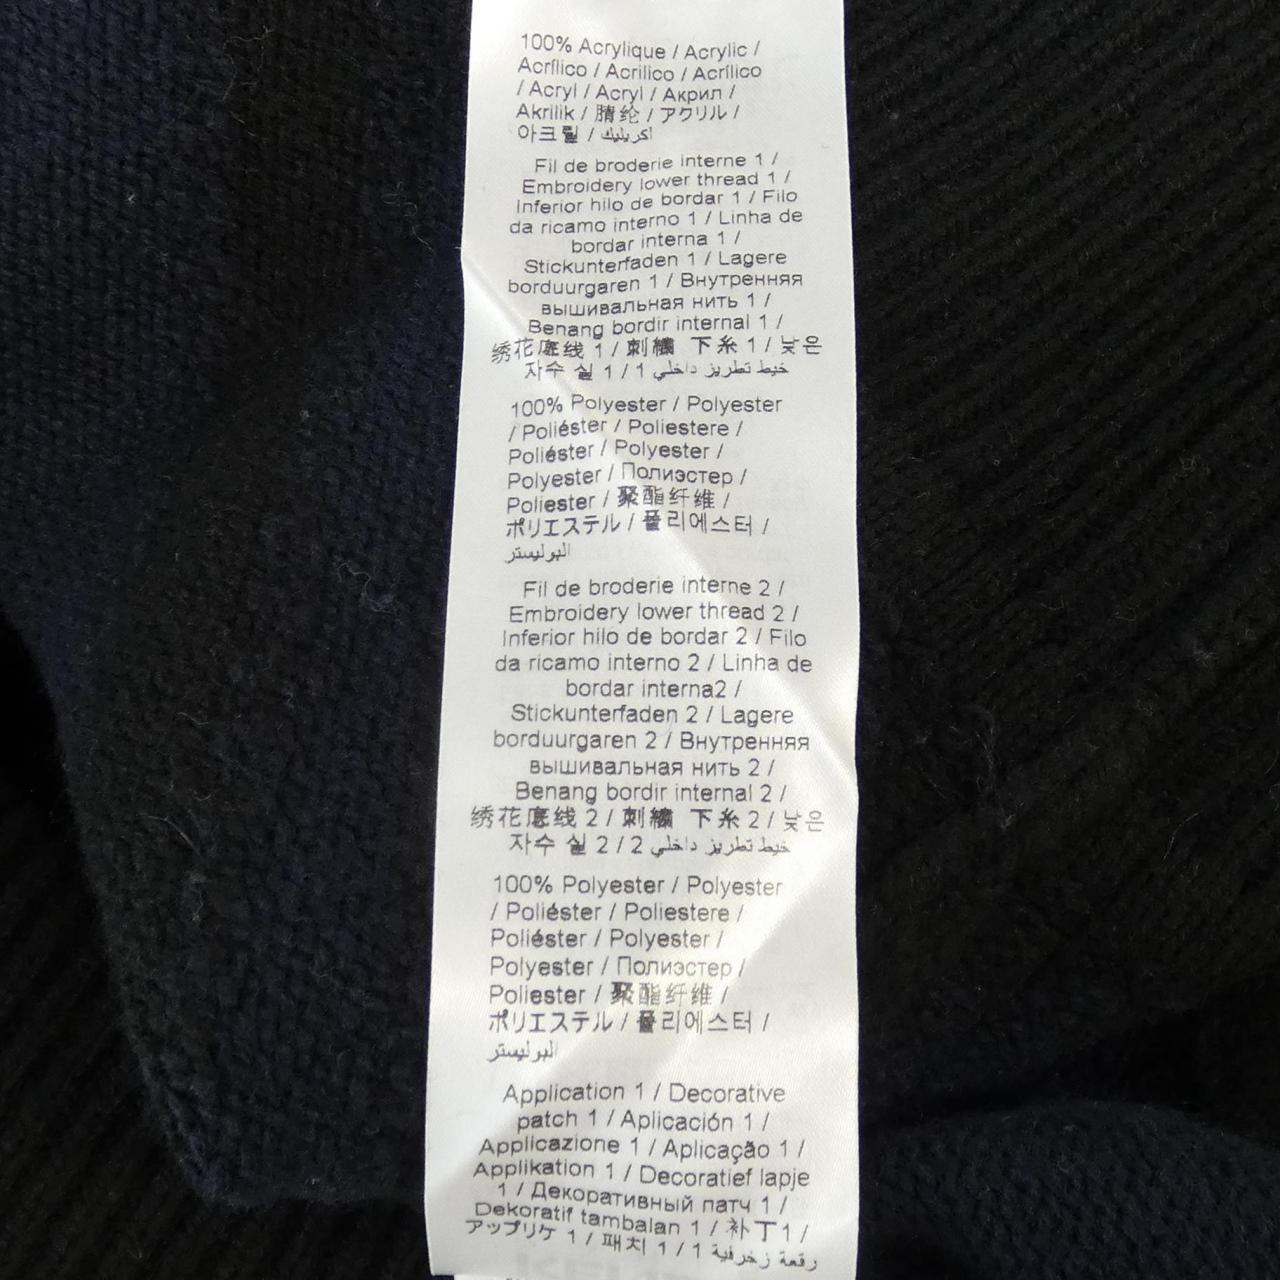 100% Acrylique / Acrylic /
Acrílico / Acrilico / Acrílico
/ Acryl / Acryl / Акрил /
Akrilik / 腈纶 / アクリル /
아크릴 / اكريليك
Fil de broderie interne 1 /
Embroidery lower thread 1 /
Inferior hilo de bordar 1 / Filo
da ricamo interno 1 / Linha de
bordar interna 1 /
Stickunterfaden 1 / Lagere
borduurgaren 1 / Внутренняя
вышивальная нить 1 /
Benang bordir internal 1 /
绣花底线 1 / 刺繍 下糸 1 / 낮은
자수 실 1 / 1 خيط تطريز داخلي
100% Polyester / Polyester
/ Poliéster / Poliestere /
Poliéster / Polyester /
Polyester / Полиэстер /
Poliester / 聚酯纤维 /
ポリエステル / 폴리에스터 /
البوليستر
Fil de broderie interne 2 /
Embroidery lower thread 2 /
Inferior hilo de bordar 2 / Filo
da ricamo interno 2 / Linha de
bordar interna2 /
Stickunterfaden 2 / Lagere
borduurgaren 2 / Внутренняя
вышивальная нить 2 /
Benang bordir internal 2 /
绣花底线 2 / 刺繍 下糸 2 / 낮은
자수 실 2 / 2 خيط تطريز داخلي
100% Polyester / Polyester
/ Poliéster / Poliestere /
Poliéster / Polyester /
Polyester / Полиэстер /
Poliester / 聚酯纤维 /
ポリエステル / 폴리에스터 /
البوليستر
Application 1 / Decorative
patch 1 / Aplicación 1 /
Applicazione 1 / Aplicação 1 /
Applikation 1 / Decoratief lapje
1 / Декоративный патч 1 /
Dekoratif tambalan 1 / 补丁1 /
アップリケ 1 / 패치 1 / 1 رقعة زخرفية